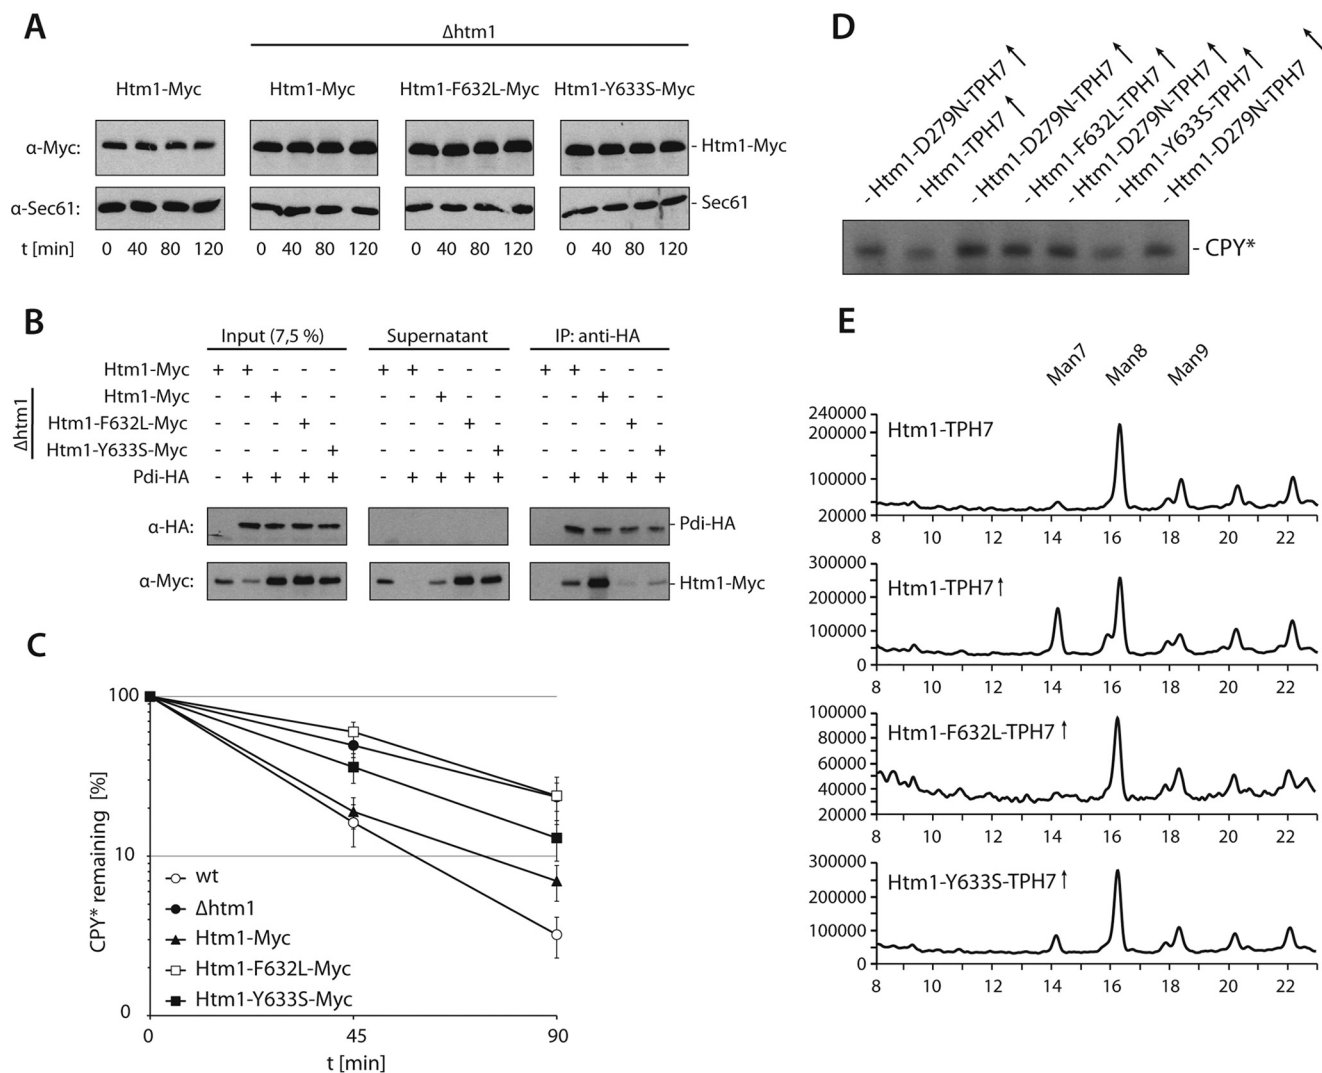 A
Δhtm1
Htm1-Myc
Htm1-Myc
Htm1-F632L-Myc
Htm1-Y633S-Myc
α-Myc:
- Htm1-Myc
α-Sec61:
- Sec61
t [min]
0 40 80 120
0 40 80 120
0 40 80 120
0 40 80 120
B
Input (7,5 %)
Supernatant
IP: anti-HA
Δhtm1
Htm1-Myc + + - - - + + - - - + + - - -
Htm1-Myc - - + - - - - + - - - - + - -
Htm1-F632L-Myc - - - + - - - - + - - - - + -
Htm1-Y633S-Myc - - - - + - - - - + - - - - +
Pdi-HA - + + + + - + + + + - + + + +
α-HA:
- Pdi-HA
α-Myc:
- Htm1-Myc
C
CPY* remaining [%]
100
10
0
wt
Δhtm1
Htm1-Myc
Htm1-F632L-Myc
Htm1-Y633S-Myc
0 45 90
t [min]
D
- Htm1-D279N-TPH7 ↑
- Htm1-TPH7 ↑
- Htm1-D279N-TPH7 ↑
- Htm1-F632L-TPH7 ↑
- Htm1-D279N-TPH7 ↑
- Htm1-Y633S-TPH7 ↑
- Htm1-D279N-TPH7 ↑
- CPY*
E
Man7
Man8
Man9
240000
200000
100000
20000
Htm1-TPH7
8 10 12 14 16 18 20 22
300000
200000
100000
0
Htm1-TPH7 ↑
8 10 12 14 16 18 20 22
100000
80000
60000
40000
20000
Htm1-F632L-TPH7 ↑
8 10 12 14 16 18 20 22
300000
200000
100000
0
Htm1-Y633S-TPH7 ↑
8 10 12 14 16 18 20 22